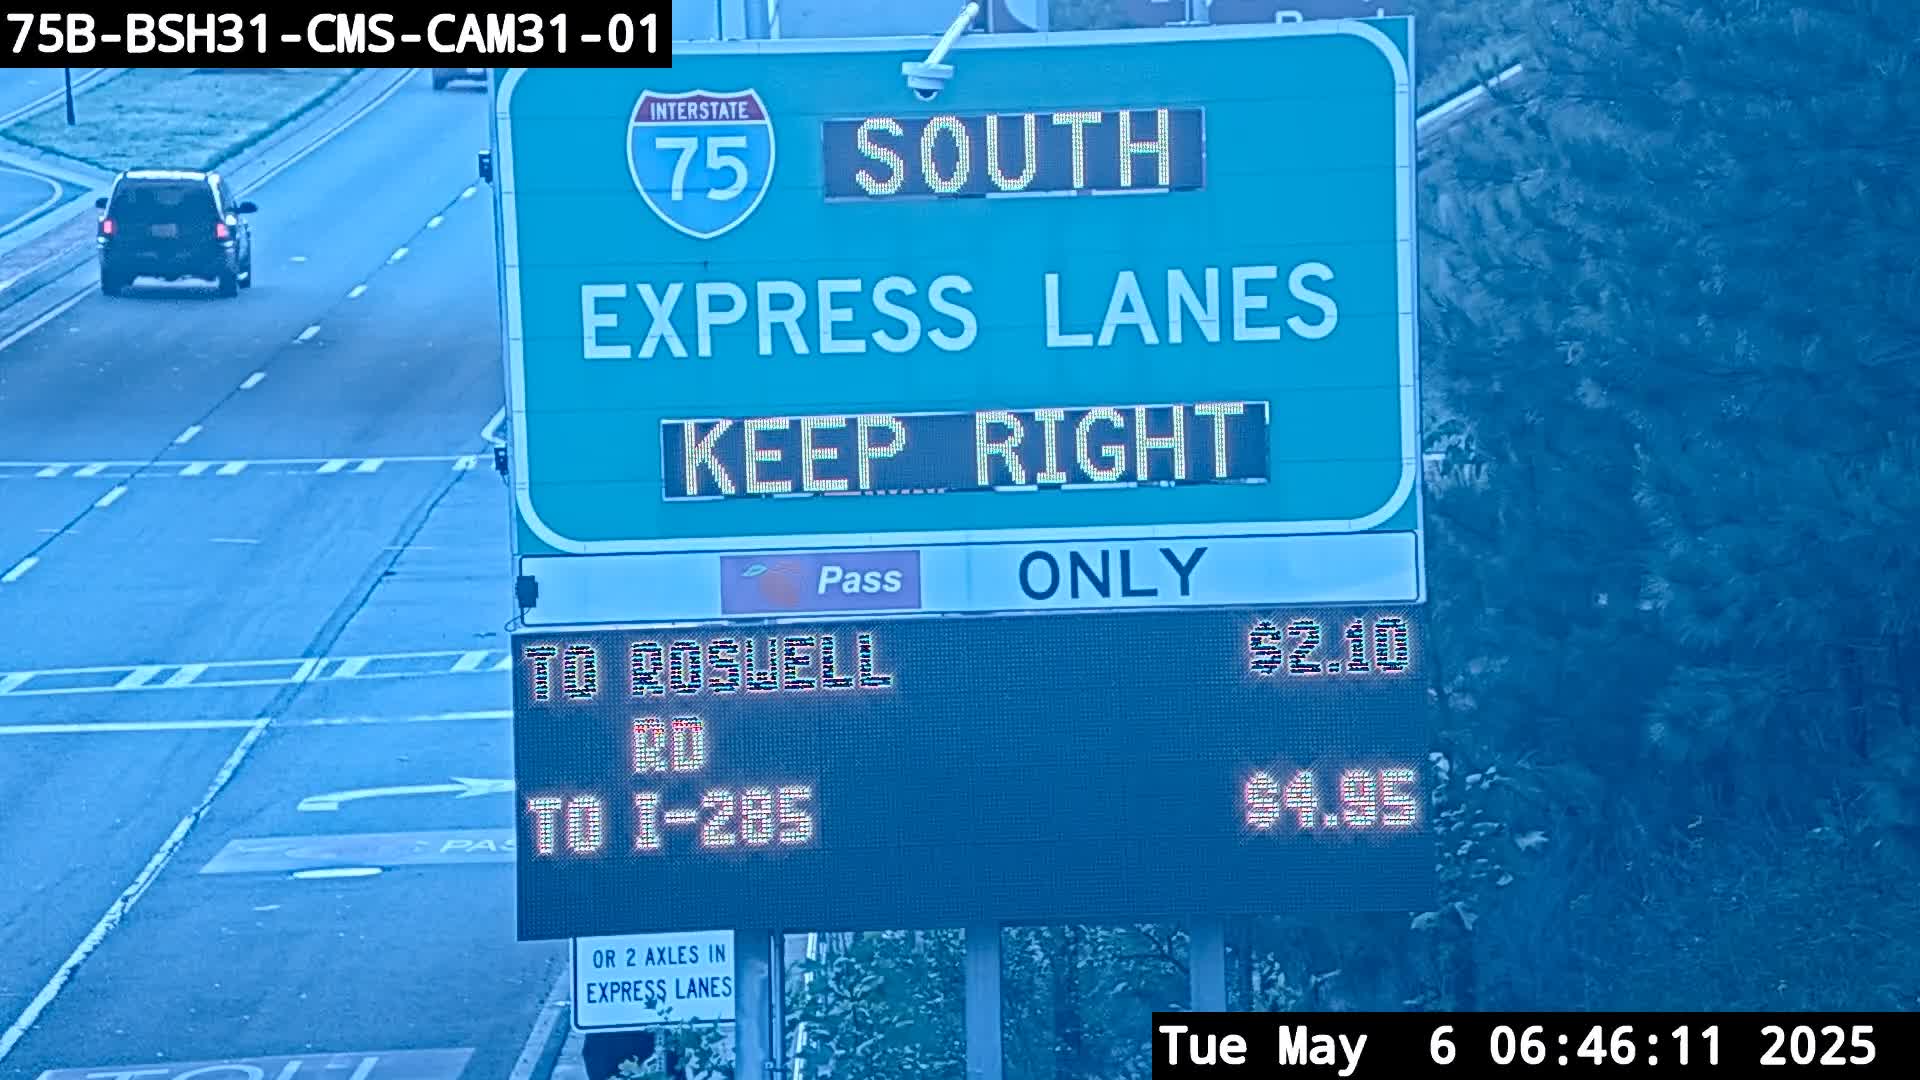 75B-BSH31-CMS-CAM31-01
INTERSTATE
75
SOUTH
EXPRESS LANES
KEEP RIGHT
Pass ONLY
TO ROSWELL $2.10
RD
TO I-285 $4.95
OR 2 AXLES IN
EXPRESS LANES
Tue May 6 06:46:11 2025